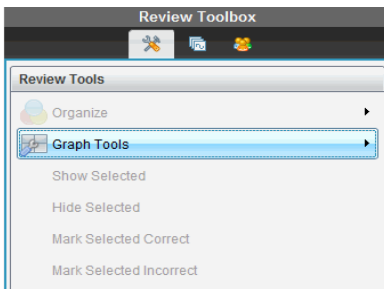 Review Toolbox
Review Tools
Organize
Graph Tools
Show Selected
Hide Selected
Mark Selected Correct
Mark Selected Incorrect